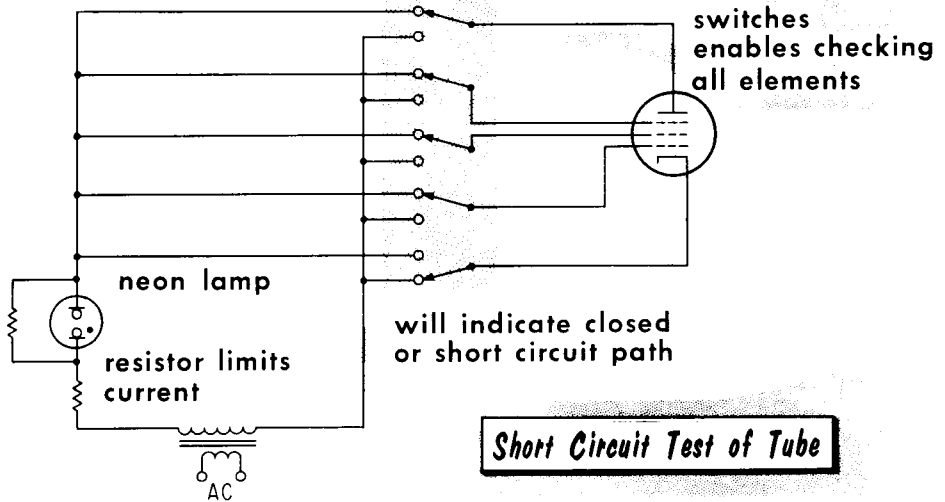 switches
enables checking
all elements
neon lamp
will indicate closed
or short circuit path
resistor limits
current
Short Circuit Test of Tube
AC